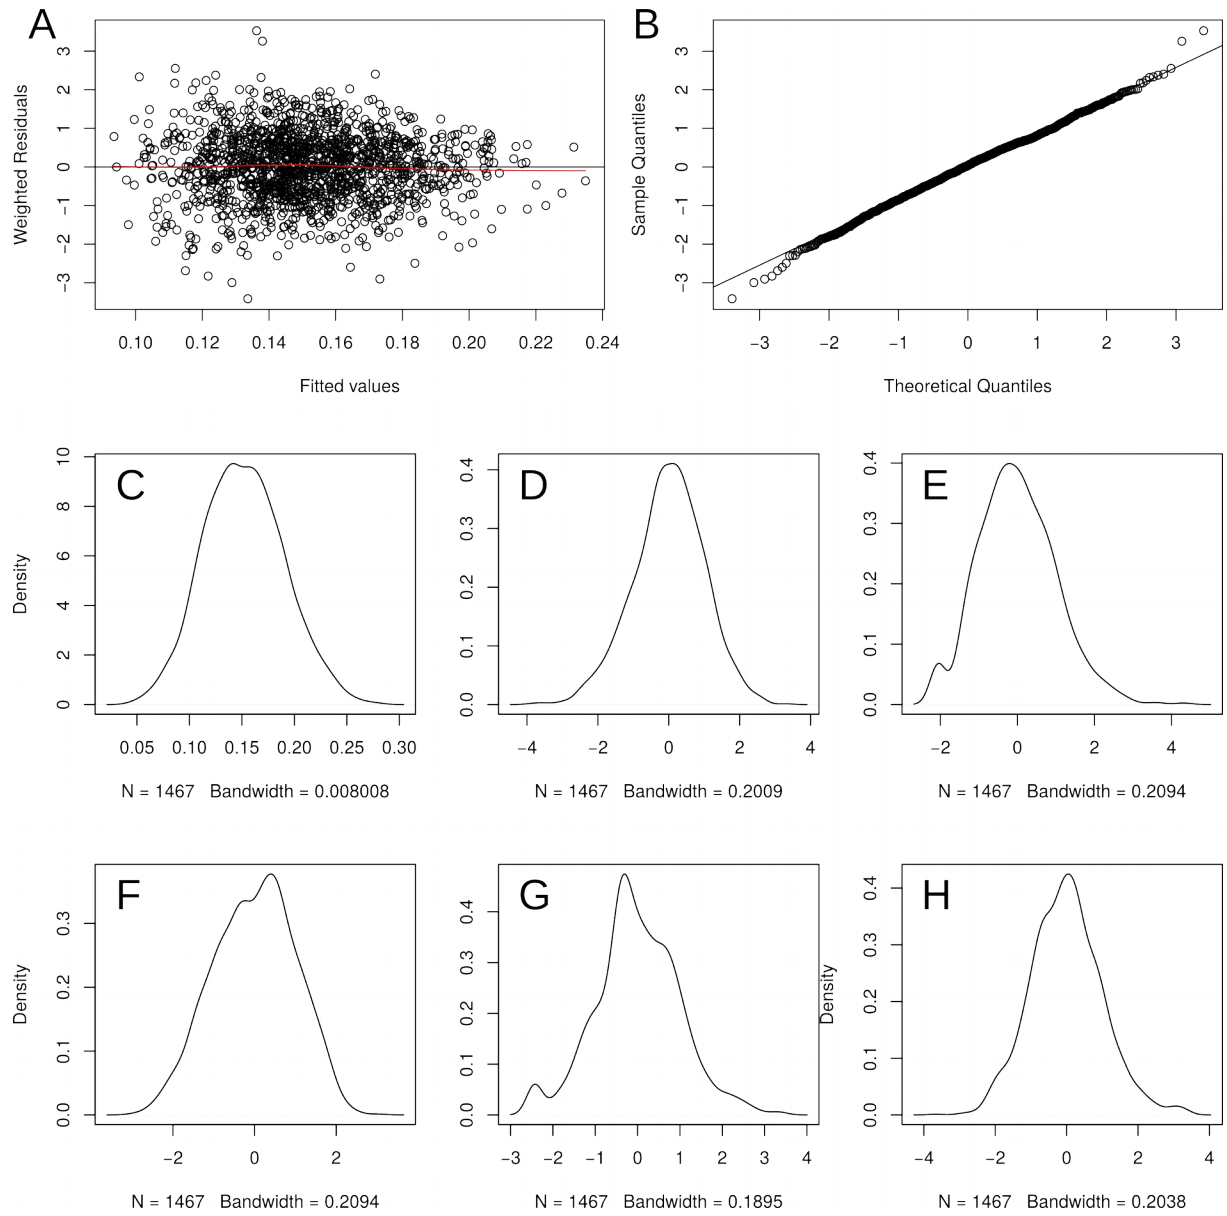 A
Weighted Residuals
3
2
1
0
−1
−2
−3
0.10 0.12 0.14 0.16 0.18 0.20 0.22 0.24
Fitted values
B
Sample Quantiles
3
2
1
0
−1
−2
−3
−3 −2 −1 0 1 2 3
Theoretical Quantiles
C
Density
10
8
6
4
2
0
0.05 0.10 0.15 0.20 0.25 0.30
N = 1467 Bandwidth = 0.008008
D
0.4
0.3
0.2
0.1
0.0
−4 −2 0 2 4
N = 1467 Bandwidth = 0.2009
E
0.4
0.3
0.2
0.1
0.0
−2 0 2 4
N = 1467 Bandwidth = 0.2094
F
Density
0.3
0.2
0.1
0.0
−2 0 2
N = 1467 Bandwidth = 0.2094
G
0.4
0.3
0.2
0.1
0.0
−3 −2 −1 0 1 2 3 4
N = 1467 Bandwidth = 0.1895
H
Density
0.4
0.3
0.2
0.1
0.0
−4 −2 0 2 4
N = 1467 Bandwidth = 0.2038